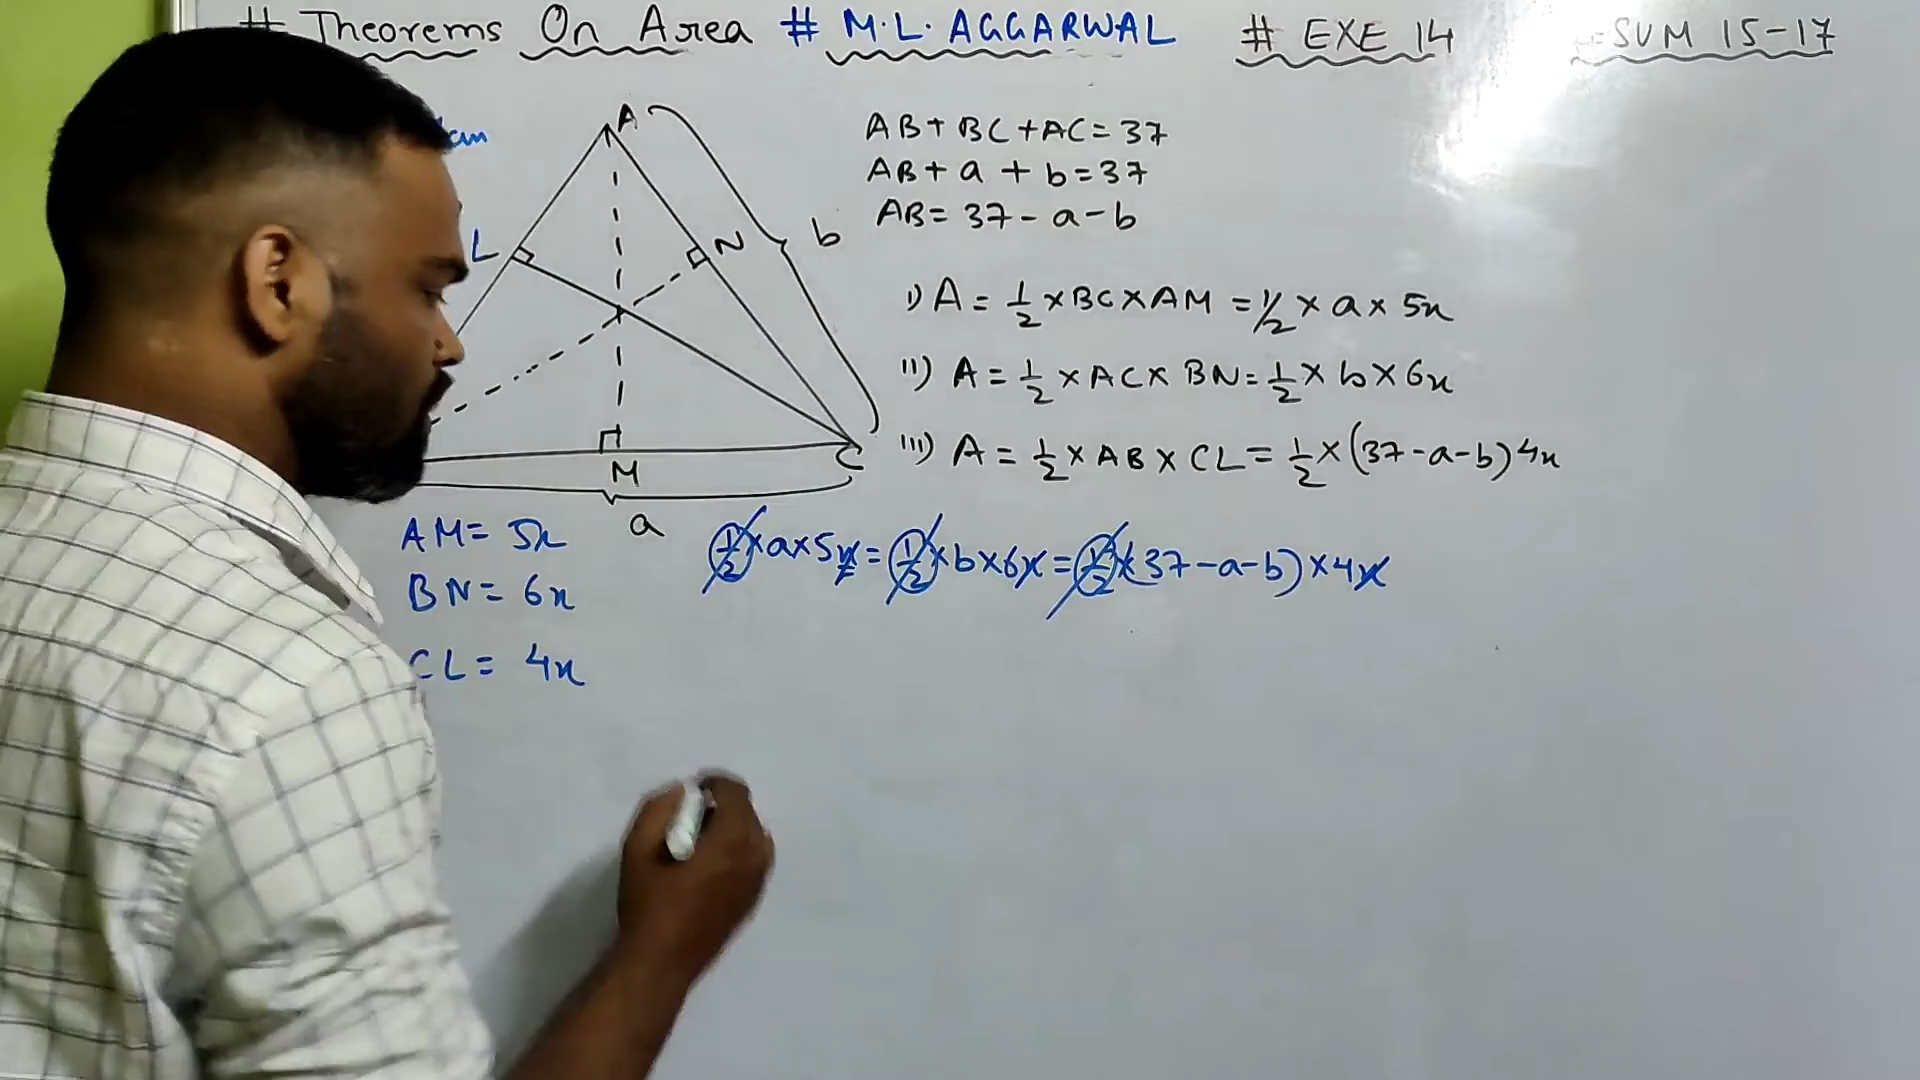 # Theorems On Area # M.L. AGGARWAL # EXE 14 SUM 15-17
cm
A
AB + BC + AC = 37
AB + a + b = 37
AB = 37 - a - b
L
N
b
i) A = 1/2 × BC × AM = 1/2 × a × 5x
ii) A = 1/2 × AC × BN = 1/2 × b × 6x
iii) A = 1/2 × AB × CL = 1/2 × (37-a-b) 4x
M
C
a
AM = 5x
BN = 6x
CL = 4x
1/2 × a × 5x = 1/2 × b × 6x = 1/2 × (37-a-b) × 4x